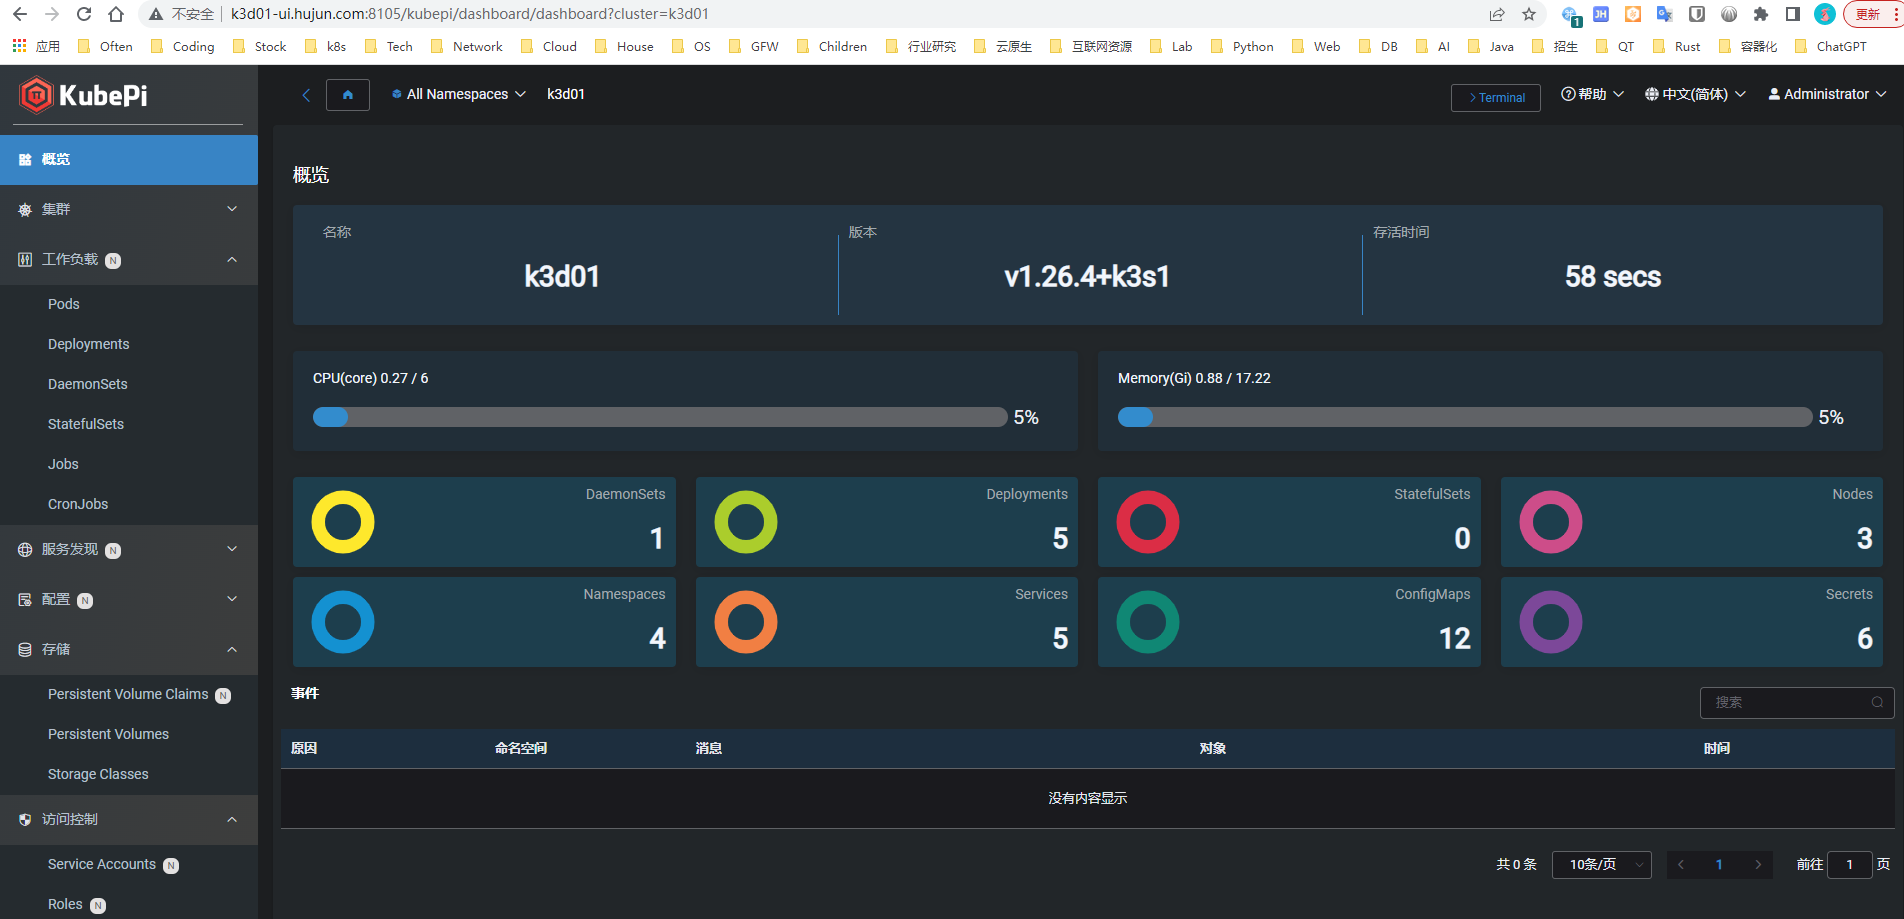 不安全 k3d01-ui.hujun.com:8105/kubepi/dashboard/dashboard?cluster=k3d01 1 JH 更新
应用 Often Coding Stock k8s Tech Network Cloud House OS GFW Children 行业研究 云原生 互联网资源 Lab Python Web DB AI Java 招生 QT Rust 容器化 ChatGPT
KubePi
All Namespaces k3d01 Terminal 帮助 中文(简体) Administrator
概览
集群
工作负载 N
Pods
Deployments
DaemonSets
StatefulSets
Jobs
CronJobs
服务发现 N
配置 N
存储
Persistent Volume Claims N
Persistent Volumes
Storage Classes
访问控制
Service Accounts N
Roles N
概览
名称 版本 存活时间
k3d01 v1.26.4+k3s1 58 secs
CPU(core) 0.27 / 6 Memory(Gi) 0.88 / 17.22
5% 5%
DaemonSets Deployments StatefulSets Nodes
1 5 0 3
Namespaces Services ConfigMaps Secrets
4 5 12 6
事件
搜索
原因 命名空间 消息 对象 时间
没有内容显示
共 0 条 10条/页 1 前往 1 页